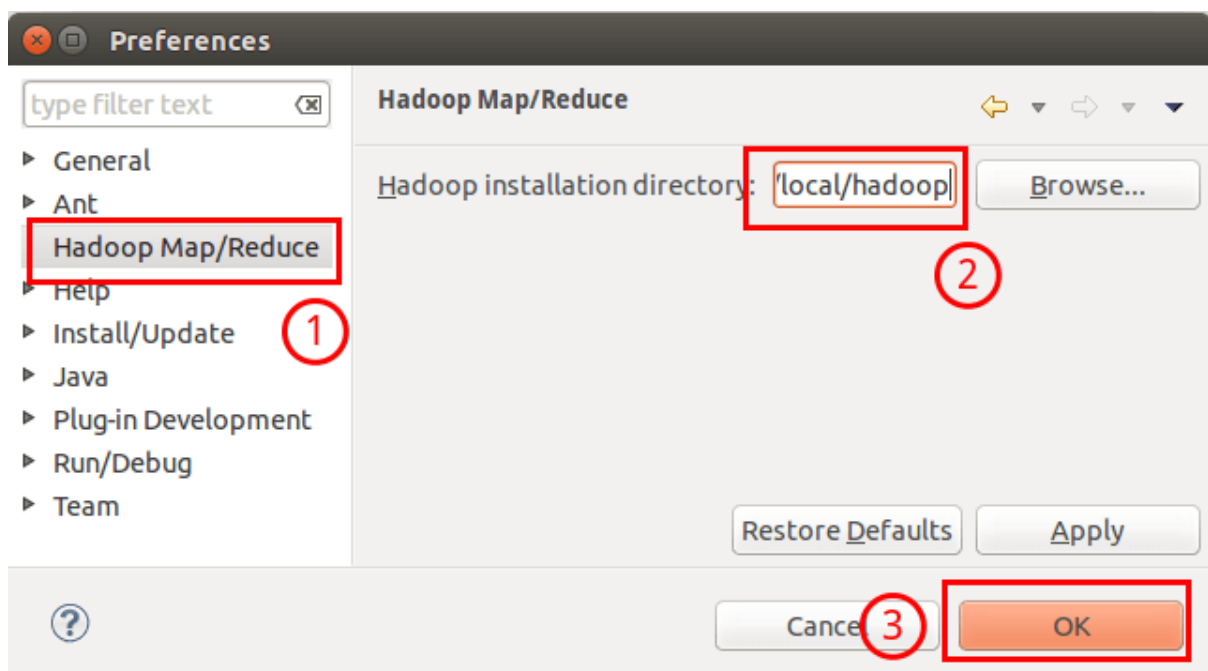 Preferences
type filter text
Hadoop Map/Reduce
General
Ant
Hadoop Map/Reduce
Help
Install/Update
Java
Plug-in Development
Run/Debug
Team
1
Hadoop installation directory: /local/hadoop Browse...
2
Restore Defaults Apply
Cancel 3 OK